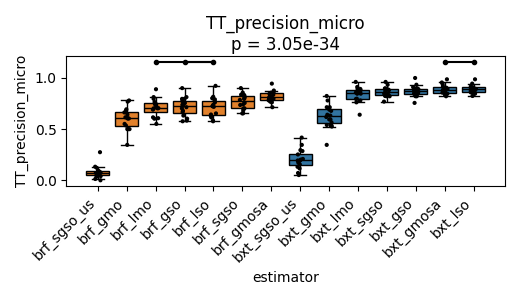 TT_precision_micro
p = 3.05e-34
TT_precision_micro
1.0
0.5
0.0
brf_sgso_us
brf_gmo
brf_lmo
brf_gso
brf_lso
brf_sgso
brf_gmosa
bxt_sgso_us
bxt_gmo
bxt_lmo
bxt_sgso
bxt_gso
bxt_gmosa
bxt_lso
estimator